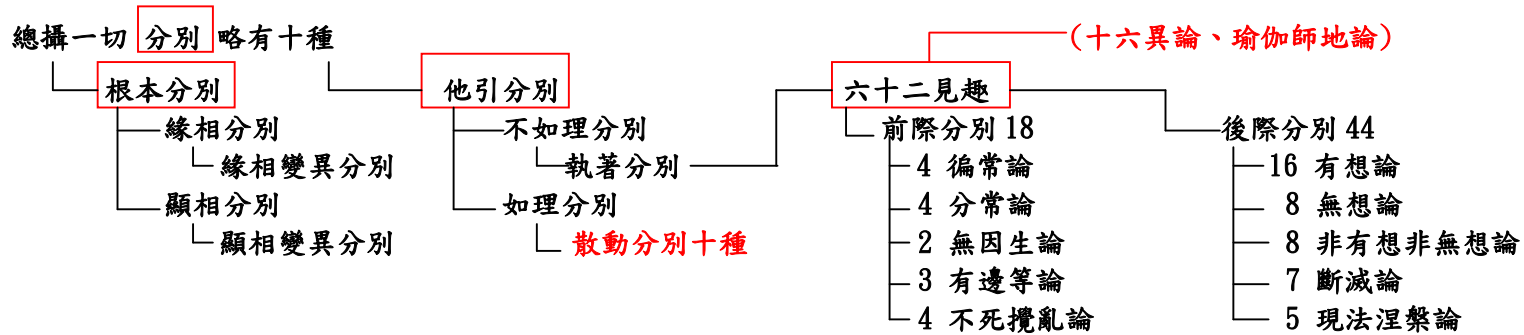 總攝一切 分別 略有十種
(十六異論、瑜伽師地論)
根本分別
他引分別
六十二見趣
緣相分別
不如理分別
前際分別 18
後際分別 44
緣相變異分別
執著分別
4 徧常論
16 有想論
顯相分別
如理分別
4 分常論
8 無想論
顯相變異分別
散動分別十種
2 無因生論
8 非有想非無想論
3 有邊等論
7 斷滅論
4 不死攪亂論
5 現法涅槃論